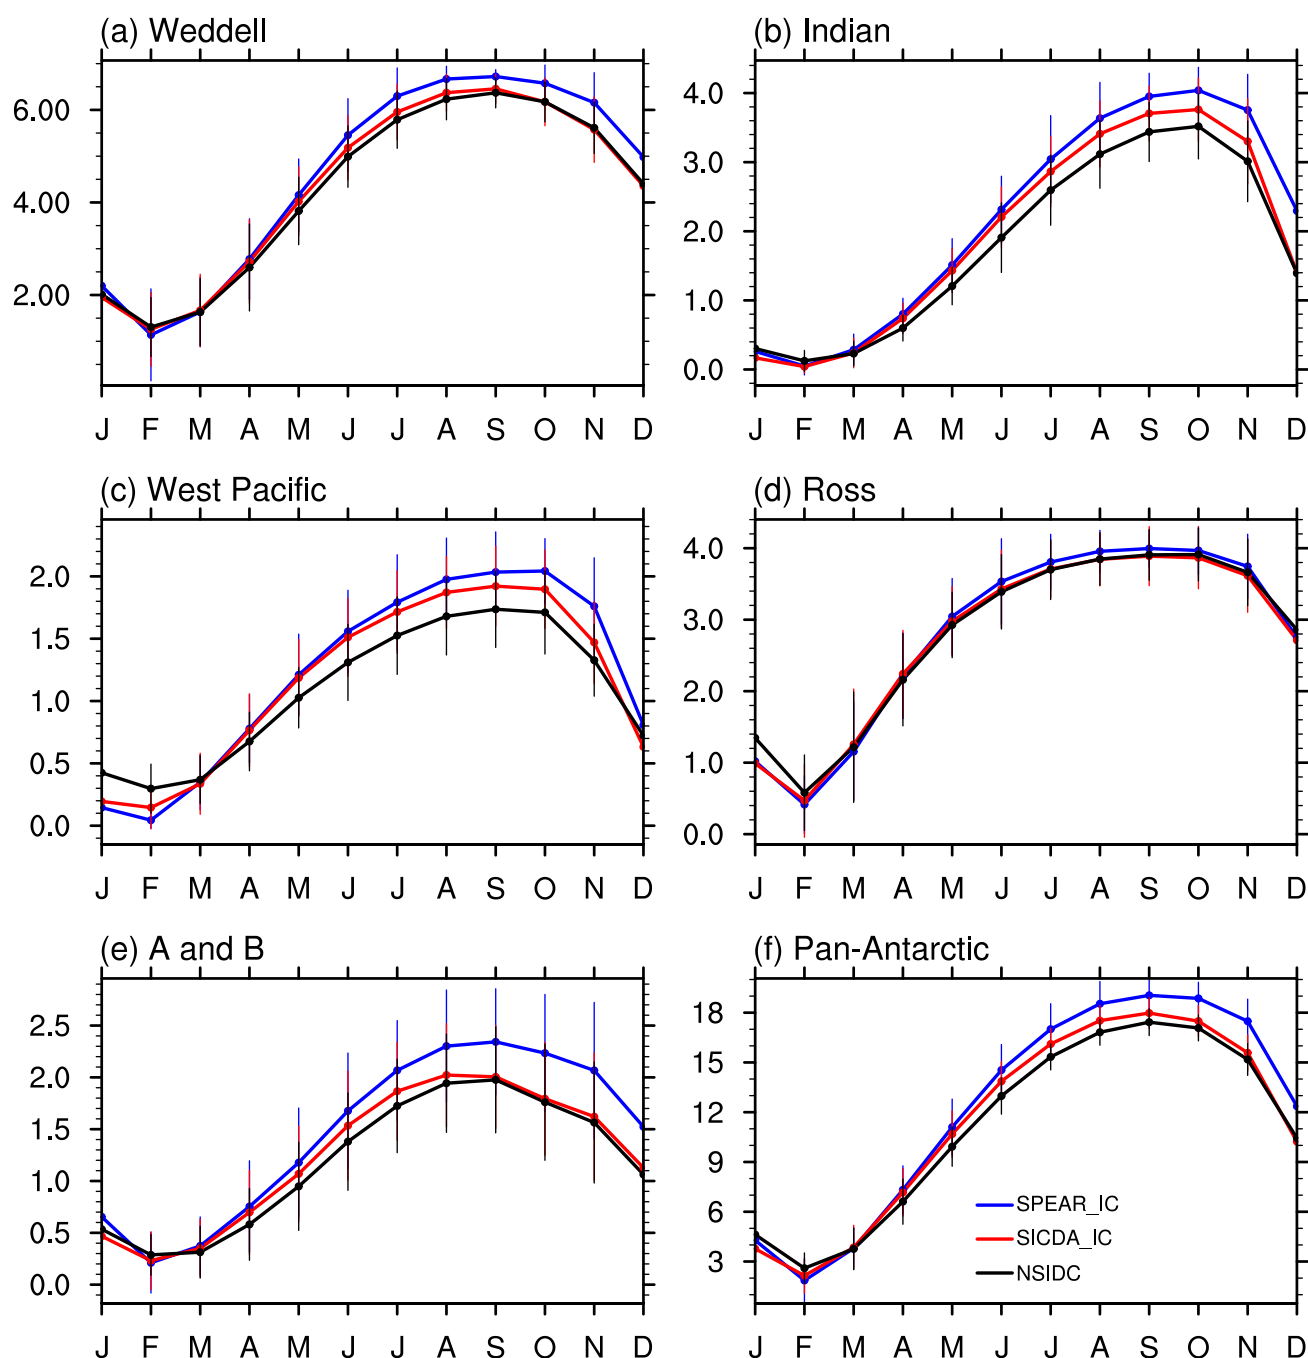 (a) Weddell
(b) Indian
6.00
4.00
2.00
J F M A M J J A S O N D
4.0
3.0
2.0
1.0
0.0
J F M A M J J A S O N D
(c) West Pacific
(d) Ross
2.0
1.5
1.0
0.5
0.0
J F M A M J J A S O N D
4.0
3.0
2.0
1.0
0.0
J F M A M J J A S O N D
(e) A and B
(f) Pan-Antarctic
2.5
2.0
1.5
1.0
0.5
0.0
J F M A M J J A S O N D
18
15
12
9
6
3
SPEAR_IC
SICDA_IC
NSIDC
J F M A M J J A S O N D